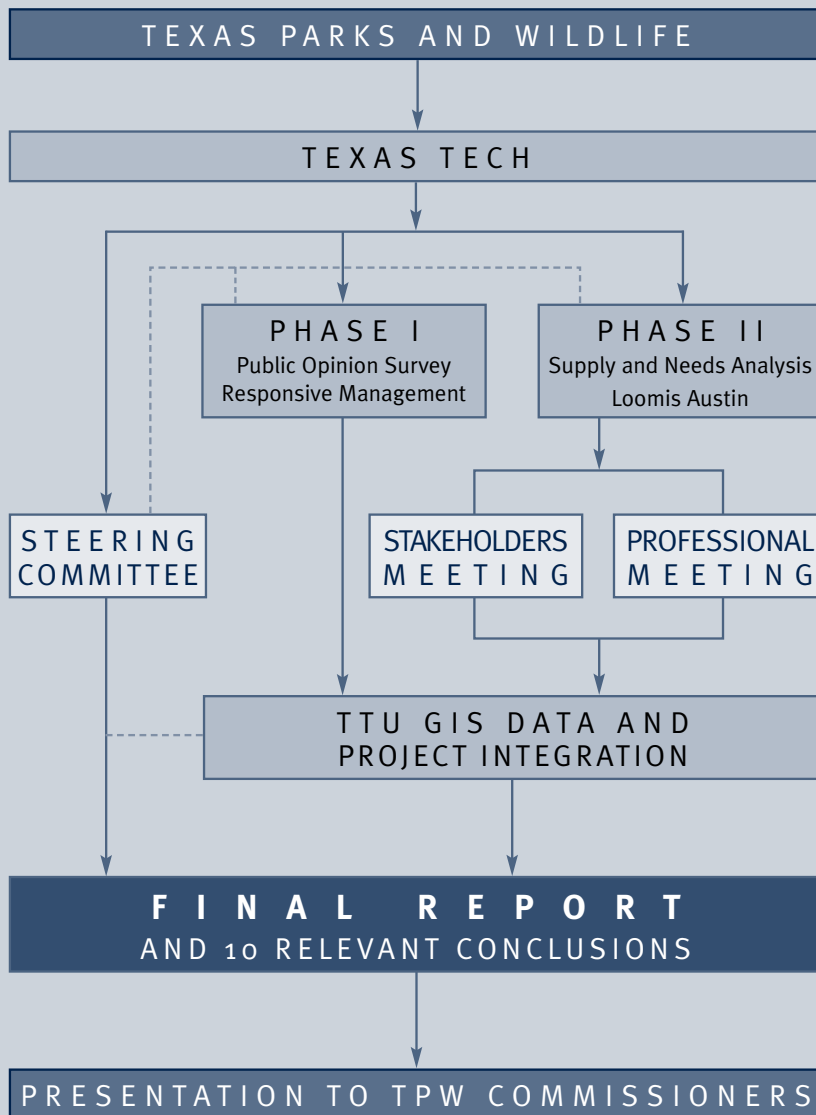 TEXAS PARKS AND WILDLIFE
TEXAS TECH
PHASE I
Public Opinion Survey
Responsive Management
PHASE II
Supply and Needs Analysis
Loomis Austin
STEERING
COMMITTEE
STAKEHOLDERS
MEETING
PROFESSIONAL
MEETING
TTU GIS DATA AND
PROJECT INTEGRATION
FINAL REPORT
AND 10 RELEVANT CONCLUSIONS
PRESENTATION TO TPW COMMISSIONERS